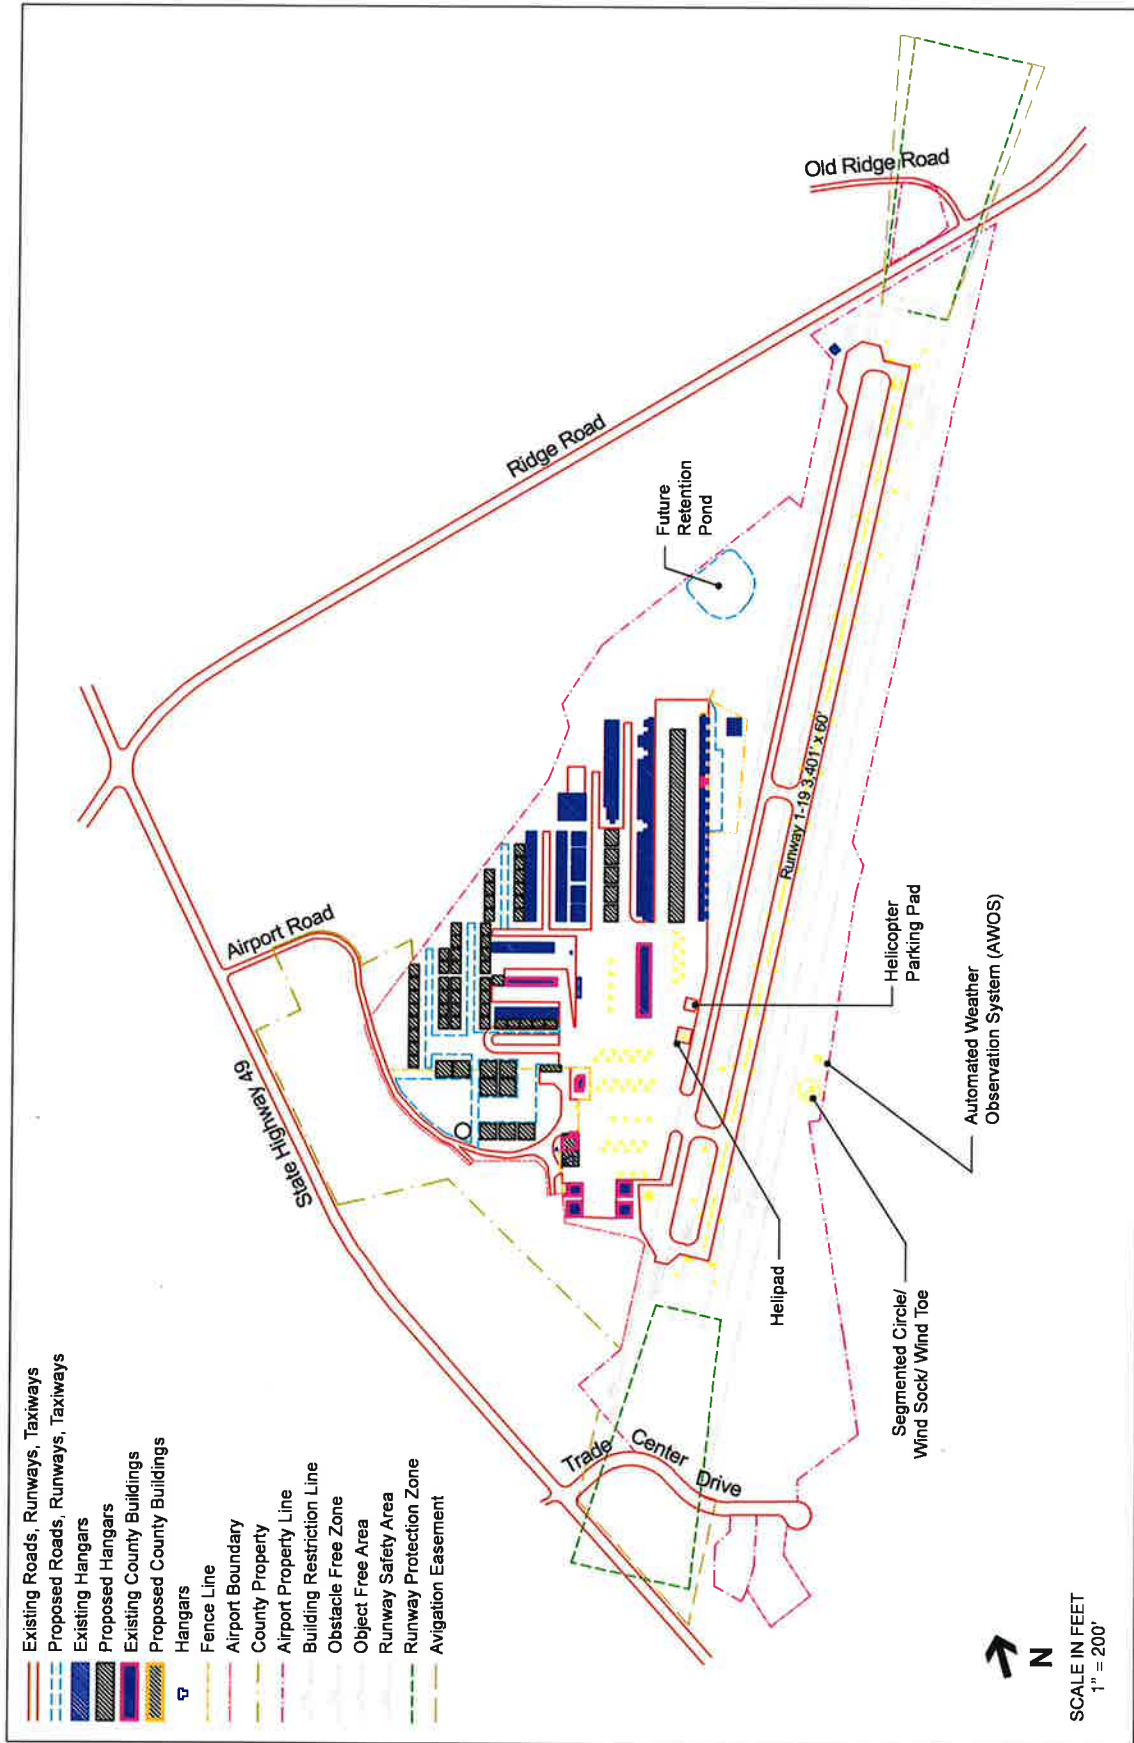 Existing Roads, Runways, Taxiways
Proposed Roads, Runways, Taxiways
Existing Hangars
Proposed Hangars
Existing County Buildings
Proposed County Buildings
Hangars
Fence Line
Airport Boundary
County Property
Airport Property Line
Building Restriction Line
Obstacle Free Zone
Object Free Area
Runway Safety Area
Runway Protection Zone
Avigation Easement
State Highway 49
Airport Road
Ridge Road
Old Ridge Road
Future
Retention
Pond
Runway 1-19 3,401' x 60'
Helicopter
Parking Pad
Automated Weather
Observation System (AWOS)
Helipad
Segmented Circle/
Wind Sock/ Wind Toe
Trade Center Drive
N
SCALE IN FEET
1" = 200'